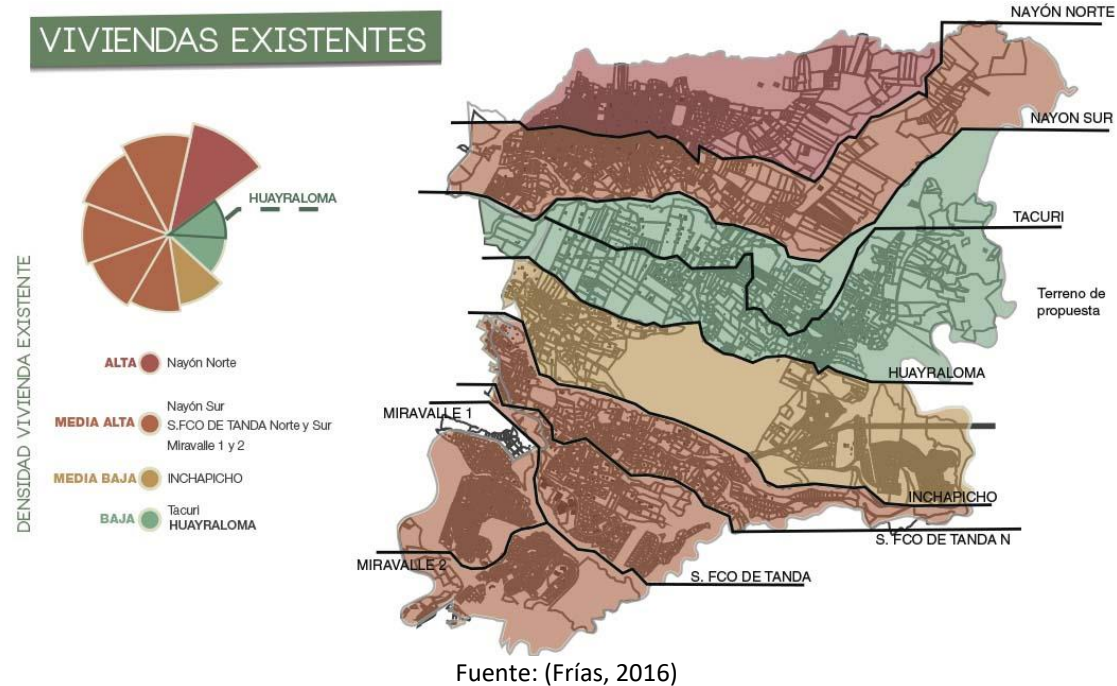 VIVIENDAS EXISTENTES
HUAYRALOMA
DENSIDAD VIVIENDA EXISTENTE
ALTA Nayón Norte
MEDIA ALTA Nayón Sur
S.FCO DE TANDA Norte y Sur
Miravalle 1 y 2
MEDIA BAJA INCHAPICHO
BAJA Tacuri
HUAYRALOMA
NAYÓN NORTE
NAYON SUR
TACURI
Terreno de
propuesta
HUAYRALOMA
MIRAVALLE 1
INCHAPICHO
S. FCO DE TANDA N
MIRAVALLE 2
S. FCO DE TANDA
Fuente: (Frías, 2016)